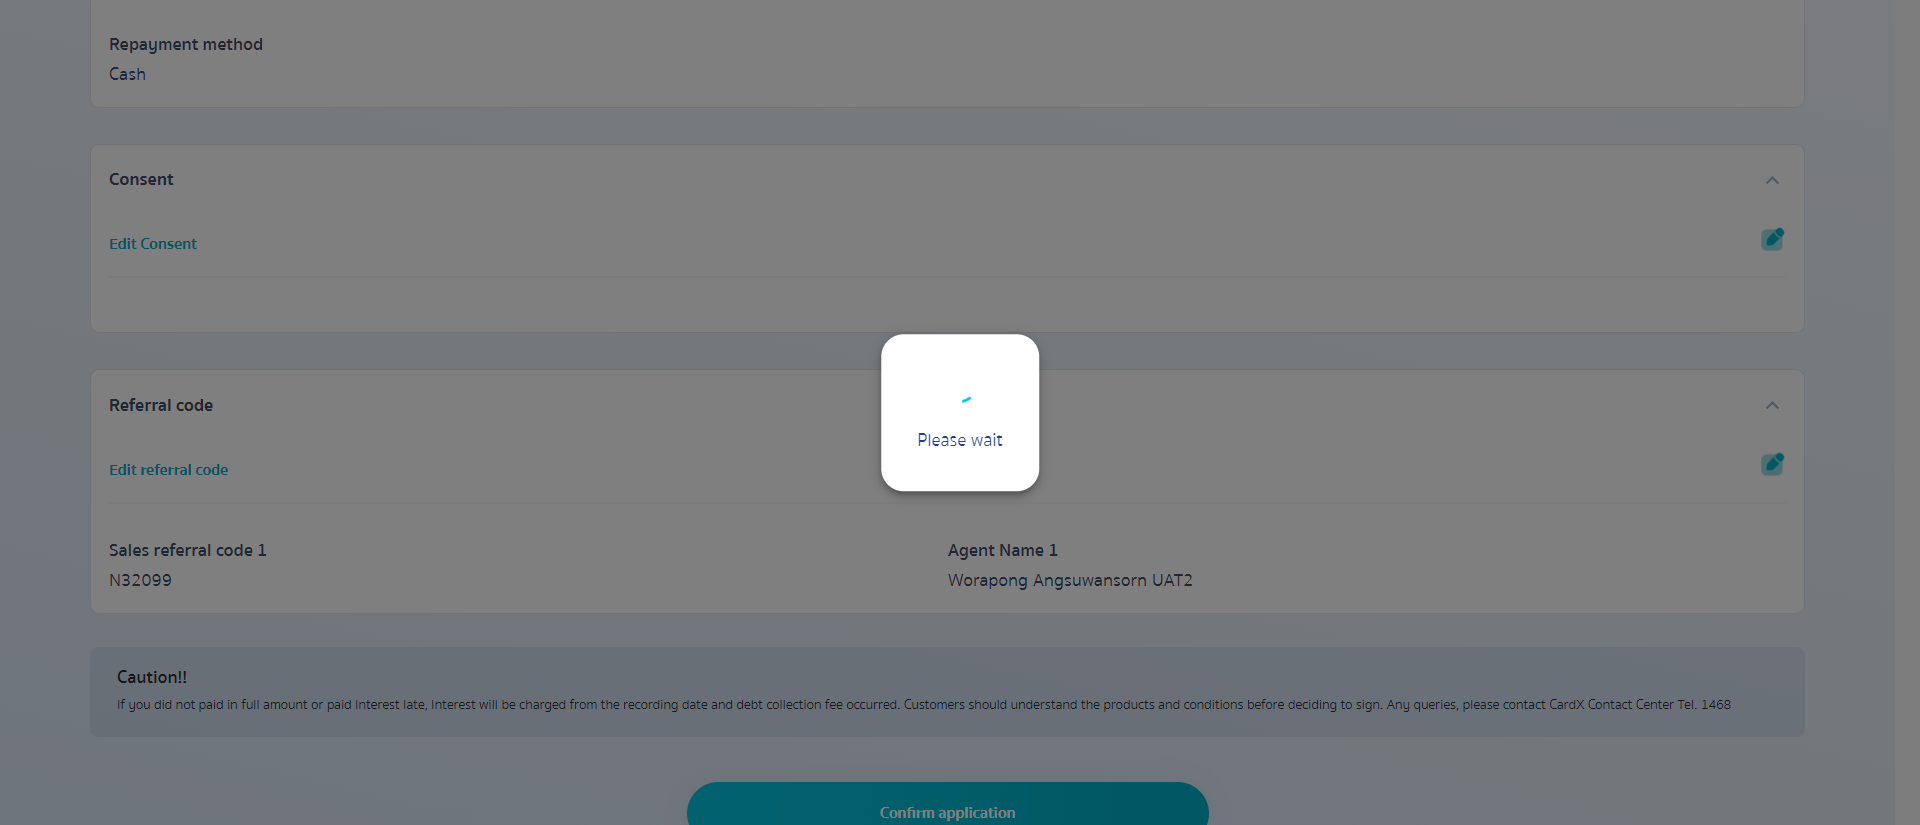 Repayment method
Cash
Consent
Edit Consent
Please wait
Referral code
Edit referral code
Sales referral code 1
N32099
Agent Name 1
Worapong Angsuwansorn UAT2
Caution!!
If you did not paid in full amount or paid Interest late, Interest will be charged from the recording date and debt collection fee occurred. Customers should understand the products and conditions before deciding to sign. Any queries, please contact CardX Contact Center Tel. 1468
Confirm application